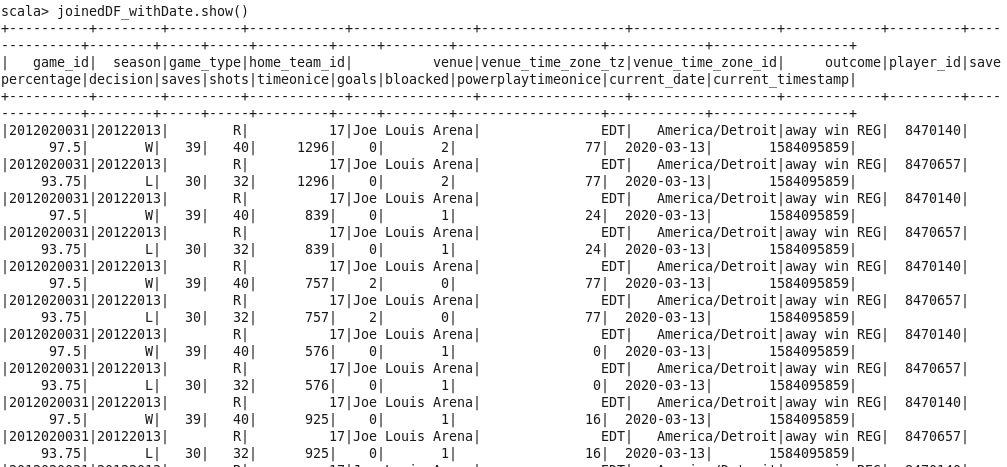 scala> joinedDF_withDate.show()
+----------+--------+---------+------------+----------------+------------------+------------------+------------+---------+----
----------+--------+-----+-----+---------+-----+--------+------------------+------------+-----------------+
|   game_id|  season|game_type|home_team_id|           venue|venue_time_zone_tz|venue_time_zone_id|     outcome|player_id|save
percentage|decision|saves|shots|timeonice|goals|bloacked|powerplaytimeonice|current_date|current_timestamp|
+----------+--------+---------+------------+----------------+------------------+------------------+------------+---------+----
----------+--------+-----+-----+---------+-----+--------+------------------+------------+-----------------+
|2012020031|20122013|        R|          17|Joe Louis Arena|               EDT|   America/Detroit|away win REG|  8470140|
      97.5|       W|   39|   40|     1296|    0|       2|                77|  2020-03-13|       1584095859|
|2012020031|20122013|        R|          17|Joe Louis Arena|               EDT|   America/Detroit|away win REG|  8470657|
     93.75|       L|   30|   32|     1296|    0|       2|                77|  2020-03-13|       1584095859|
|2012020031|20122013|        R|          17|Joe Louis Arena|               EDT|   America/Detroit|away win REG|  8470140|
      97.5|       W|   39|   40|      839|    0|       1|                24|  2020-03-13|       1584095859|
|2012020031|20122013|        R|          17|Joe Louis Arena|               EDT|   America/Detroit|away win REG|  8470657|
     93.75|       L|   30|   32|      839|    0|       1|                24|  2020-03-13|       1584095859|
|2012020031|20122013|        R|          17|Joe Louis Arena|               EDT|   America/Detroit|away win REG|  8470140|
      97.5|       W|   39|   40|      757|    2|       0|                77|  2020-03-13|       1584095859|
|2012020031|20122013|        R|          17|Joe Louis Arena|               EDT|   America/Detroit|away win REG|  8470657|
     93.75|       L|   30|   32|      757|    2|       0|                77|  2020-03-13|       1584095859|
|2012020031|20122013|        R|          17|Joe Louis Arena|               EDT|   America/Detroit|away win REG|  8470140|
      97.5|       W|   39|   40|      576|    0|       1|                 0|  2020-03-13|       1584095859|
|2012020031|20122013|        R|          17|Joe Louis Arena|               EDT|   America/Detroit|away win REG|  8470657|
     93.75|       L|   30|   32|      576|    0|       1|                 0|  2020-03-13|       1584095859|
|2012020031|20122013|        R|          17|Joe Louis Arena|               EDT|   America/Detroit|away win REG|  8470140|
      97.5|       W|   39|   40|      925|    0|       1|                16|  2020-03-13|       1584095859|
|2012020031|20122013|        R|          17|Joe Louis Arena|               EDT|   America/Detroit|away win REG|  8470657|
     93.75|       L|   30|   32|      925|    0|       1|                16|  2020-03-13|       1584095859|